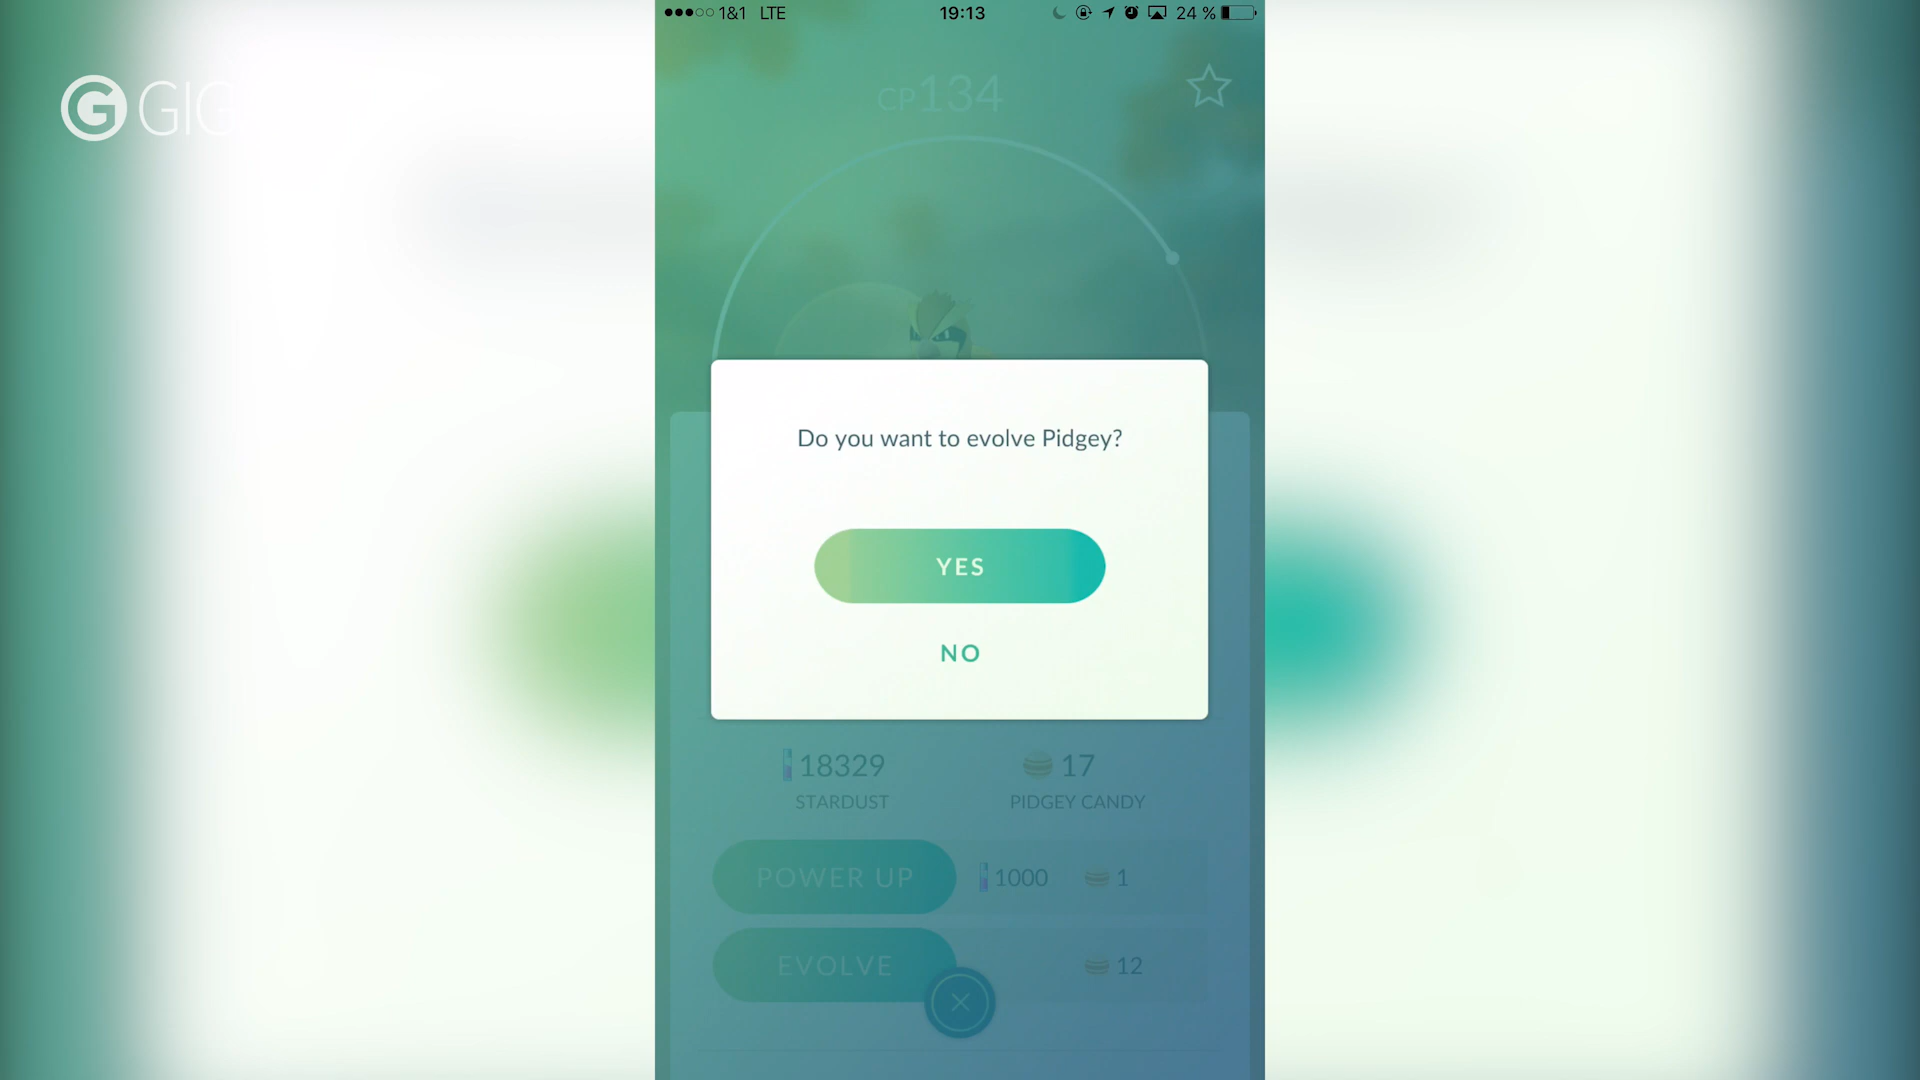 1&1 LTE 19:13 24 %
GIG
CP134
Do you want to evolve Pidgey?
YES
NO
18329 17
STARDUST PIDGEY CANDY
POWER UP 1000 1
EVOLVE 12